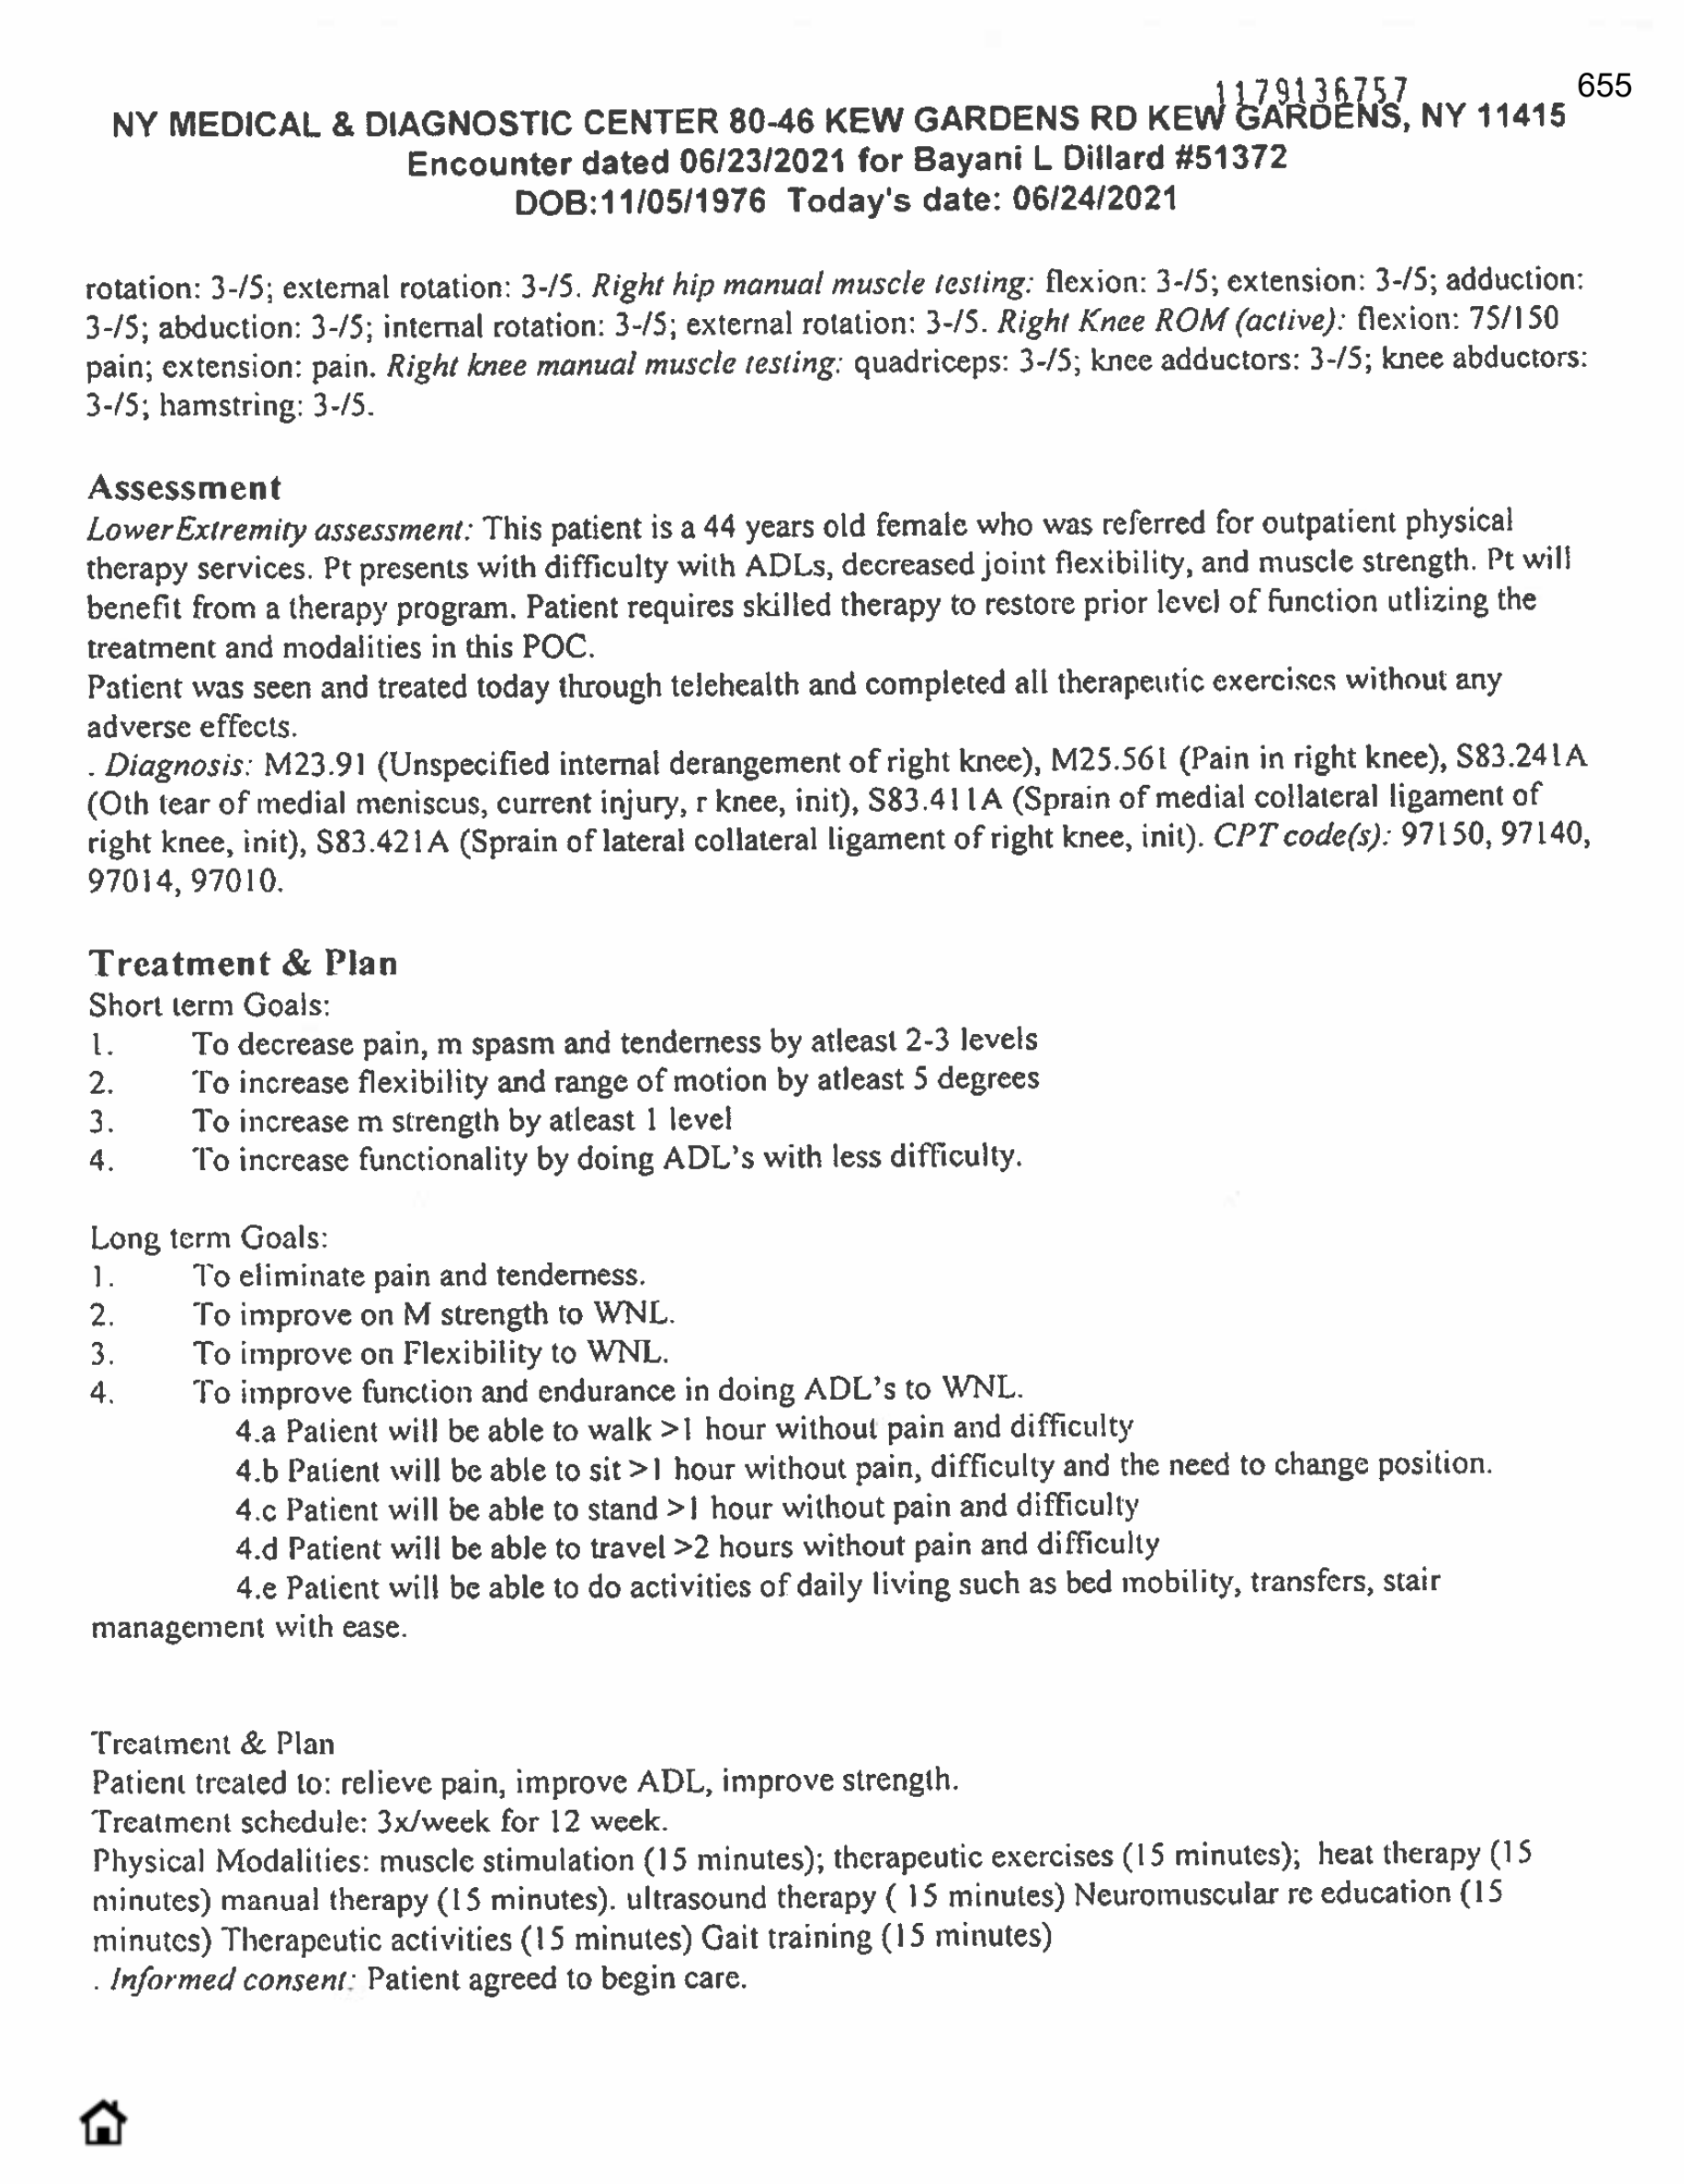 1179136757
655
NY MEDICAL & DIAGNOSTIC CENTER 80-46 KEW GARDENS RD KEW GARDENS, NY 11415
Encounter dated 06/23/2021 for Bayani L Dillard #51372
DOB:11/05/1976 Today's date: 06/24/2021
rotation: 3-/5; external rotation: 3-/5. Right hip manual muscle testing: flexion: 3-/5; extension: 3-/5; adduction:
3-/5; abduction: 3-/5; internal rotation: 3-/5; external rotation: 3-/5. Right Knee ROM (active): flexion: 75/150
pain; extension: pain. Right knee manual muscle testing: quadriceps: 3-/5; knee adductors: 3-/5; knee abductors:
3-/5; hamstring: 3-/5.
Assessment
LowerExtremity assessment: This patient is a 44 years old female who was referred for outpatient physical
therapy services. Pt presents with difficulty with ADLs, decreased joint flexibility, and muscle strength. Pt will
benefit from a therapy program. Patient requires skilled therapy to restore prior level of function utlizing the
treatment and modalities in this POC.
Patient was seen and treated today through telehealth and completed all therapeutic exercises without any
adverse effects.
. Diagnosis: M23.91 (Unspecified internal derangement of right knee), M25.561 (Pain in right knee), S83.241A
(Oth tear of medial meniscus, current injury, r knee, init), S83.411A (Sprain of medial collateral ligament of
right knee, init), S83.421A (Sprain of lateral collateral ligament of right knee, init). CPT code(s): 97150, 97140,
97014, 97010.
Treatment & Plan
Short term Goals:
1. To decrease pain, m spasm and tenderness by atleast 2-3 levels
2. To increase flexibility and range of motion by atleast 5 degrees
3. To increase m strength by atleast 1 level
4. To increase functionality by doing ADL's with less difficulty.
Long term Goals:
1. To eliminate pain and tenderness.
2. To improve on M strength to WNL.
3. To improve on Flexibility to WNL.
4. To improve function and endurance in doing ADL's to WNL.
4.a Patient will be able to walk >1 hour without pain and difficulty
4.b Patient will be able to sit >1 hour without pain, difficulty and the need to change position.
4.c Patient will be able to stand >1 hour without pain and difficulty
4.d Patient will be able to travel >2 hours without pain and difficulty
4.e Patient will be able to do activities of daily living such as bed mobility, transfers, stair
management with ease.
Treatment & Plan
Patient treated to: relieve pain, improve ADL, improve strength.
Treatment schedule: 3x/week for 12 week.
Physical Modalities: muscle stimulation (15 minutes); therapeutic exercises (15 minutes); heat therapy (15
minutes) manual therapy (15 minutes). ultrasound therapy ( 15 minutes) Neuromuscular re education (15
minutes) Therapeutic activities (15 minutes) Gait training (15 minutes)
. Informed consent: Patient agreed to begin care.